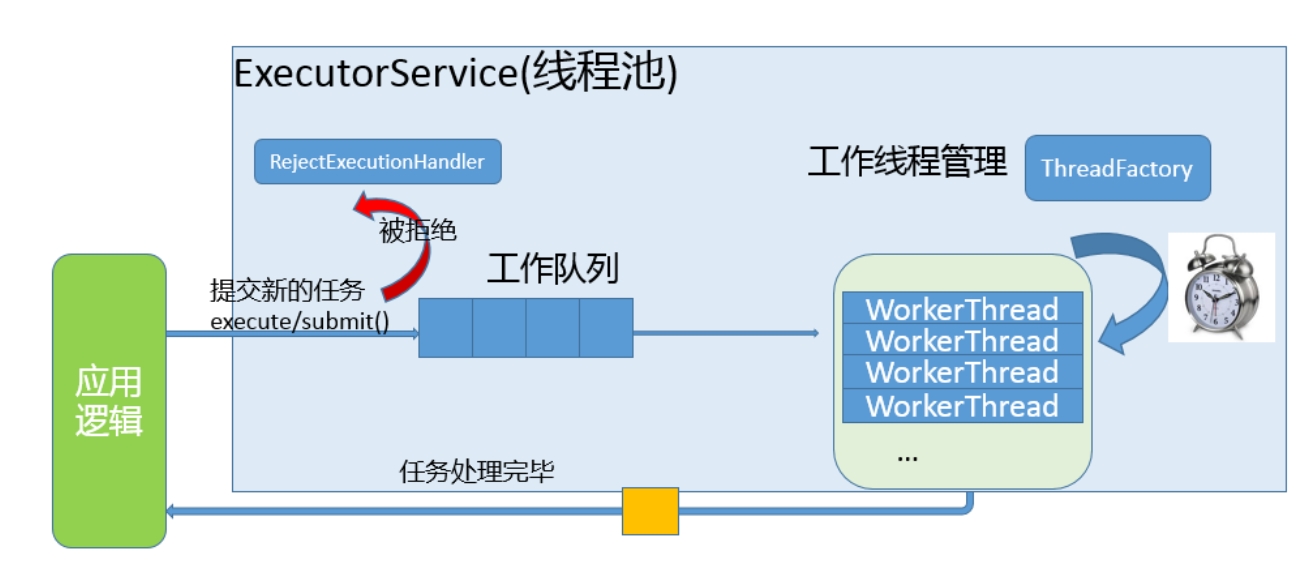 ExecutorService(线程池)
RejectExecutionHandler
工作线程管理
ThreadFactory
被拒绝
工作队列
提交新的任务
execute/submit()
应用
逻辑
WorkerThread
WorkerThread
WorkerThread
WorkerThread
...
任务处理完毕